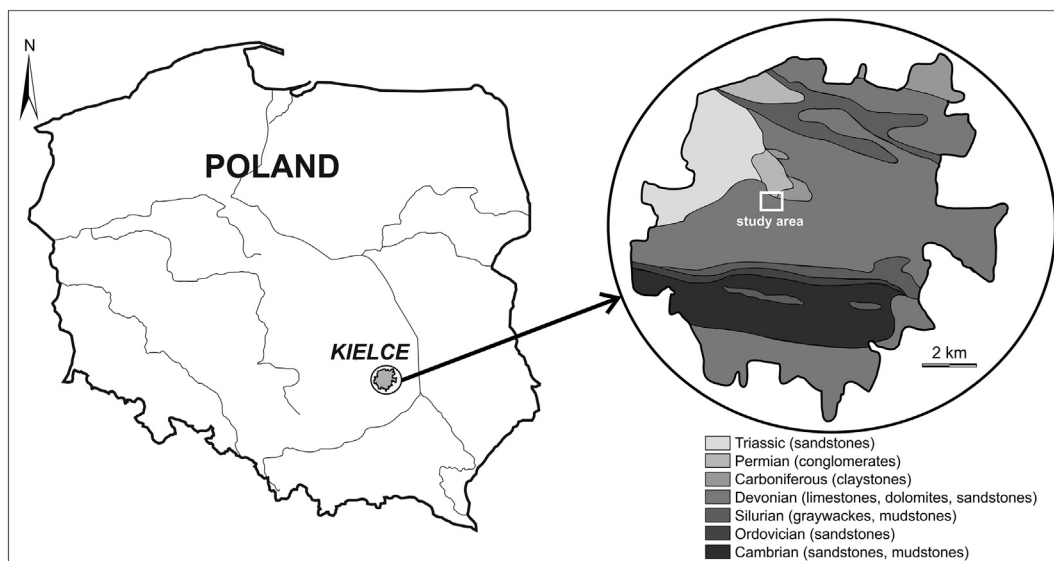 N
POLAND
KIELCE
study area
2 km
Triassic (sandstones)
Permian (conglomerates)
Carboniferous (claystones)
Devonian (limestones, dolomites, sandstones)
Silurian (graywackes, mudstones)
Ordovician (sandstones)
Cambrian (sandstones, mudstones)